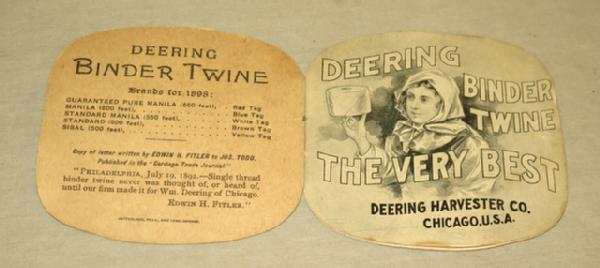 DEERING
BINDER TWINE
Brands for 1898:
GUARANTEED PURE MANILA (650 feet), . . Red Tag
MANILA (600 feet), . . . . . . Blue Tag
STANDARD MANILA (550 feet), . . . . White Tag
STANDARD (500 feet), . . . . . Brown Tag
SISAL (500 feet), . . . . . . Yellow Tag
Copy of letter written by EDWIN H. FITLER to JOS. TODD.
Published in the "Cordage Trade Journal"
"PHILADELPHIA, July 19, 1892.—Single thread
binder twine never was thought of, or heard of,
until our firm made it for Wm. Deering of Chicago.
EDWIN H. FITLER."
DEERING
BINDER
TWINE
THE VERY BEST
DEERING HARVESTER CO.
CHICAGO, U.S.A.